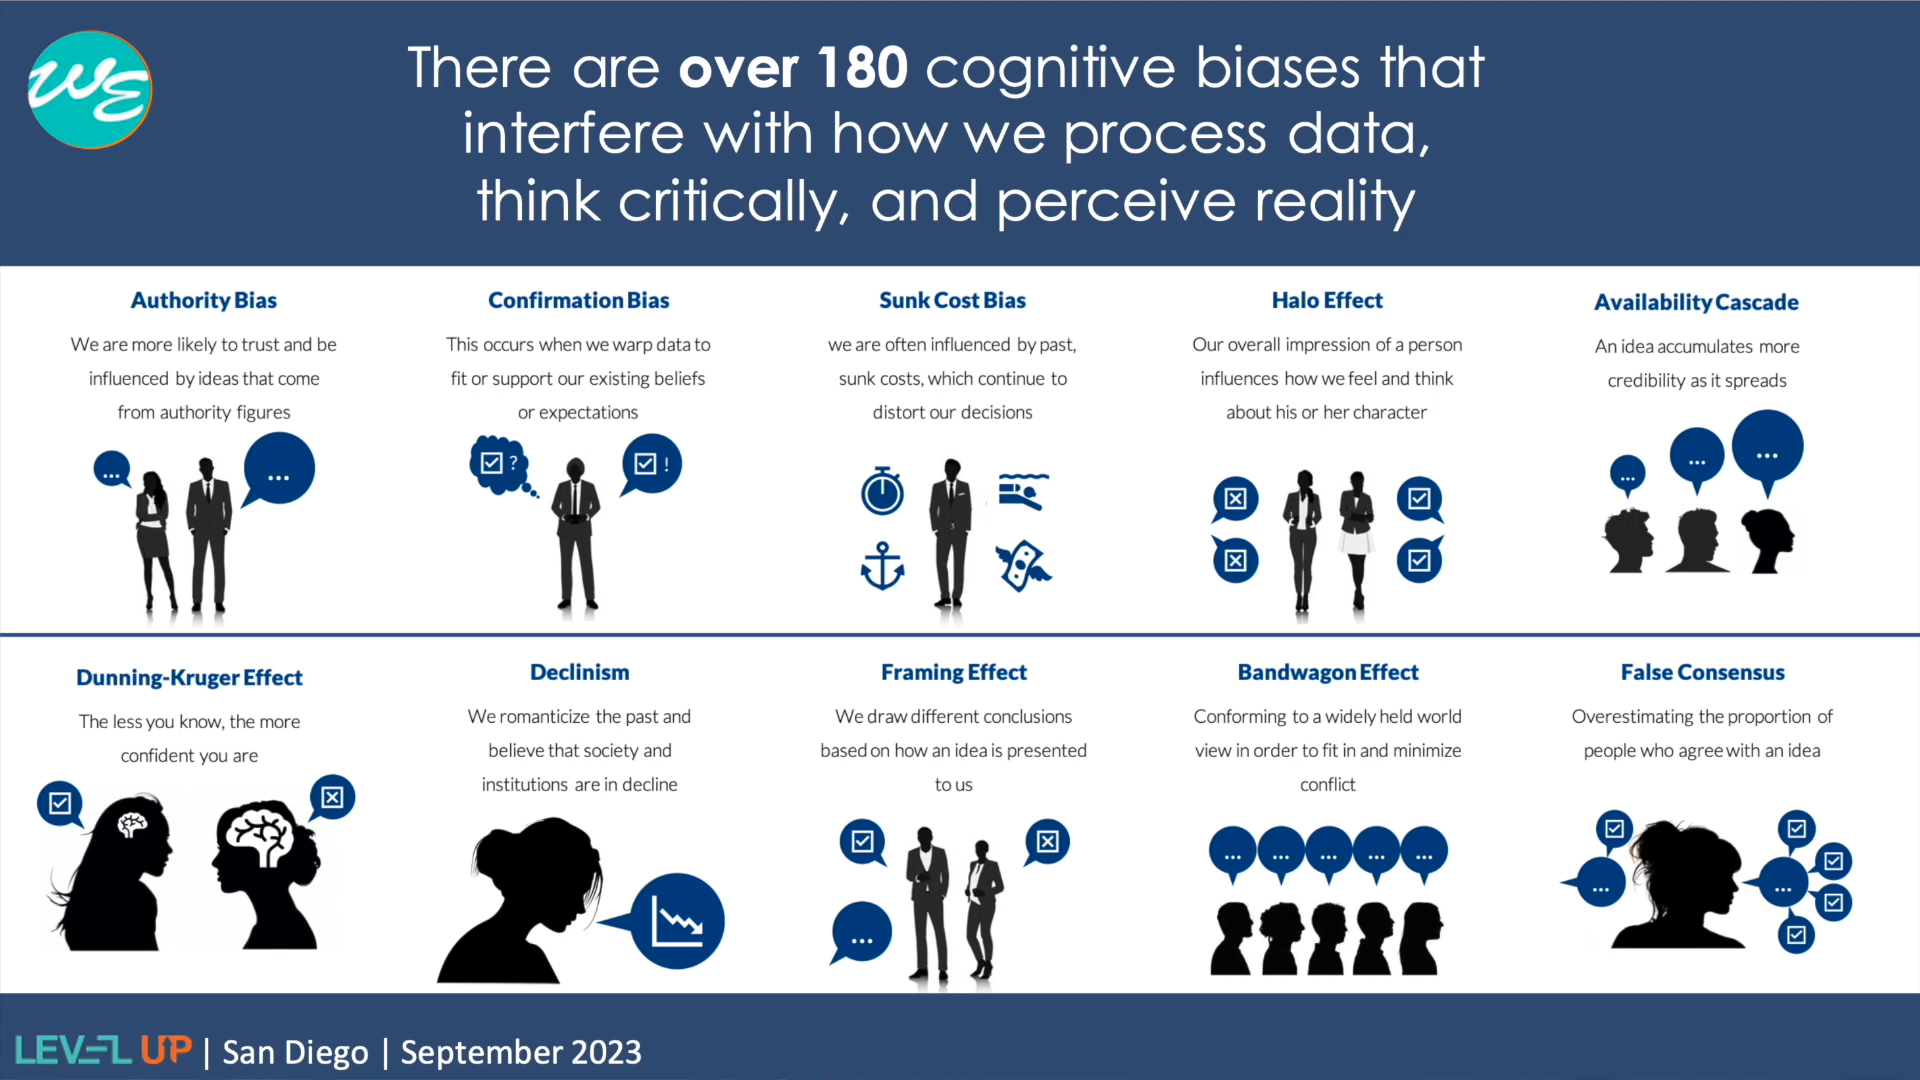 WE
There are over 180 cognitive biases that
interfere with how we process data,
think critically, and perceive reality
Authority Bias
We are more likely to trust and be
influenced by ideas that come
from authority figures
...
...
Confirmation Bias
This occurs when we warp data to
fit or support our existing beliefs
or expectations
?
!
Sunk Cost Bias
we are often influenced by past,
sunk costs, which continue to
distort our decisions
Halo Effect
Our overall impression of a person
influences how we feel and think
about his or her character
Availability Cascade
An idea accumulates more
credibility as it spreads
...
...
...
Dunning-Kruger Effect
The less you know, the more
confident you are
Declinism
We romanticize the past and
believe that society and
institutions are in decline
Framing Effect
We draw different conclusions
based on how an idea is presented
to us
...
Bandwagon Effect
Conforming to a widely held world
view in order to fit in and minimize
conflict
... ... ... ... ...
False Consensus
Overestimating the proportion of
people who agree with an idea
... ...
LEVEL UP | San Diego | September 2023